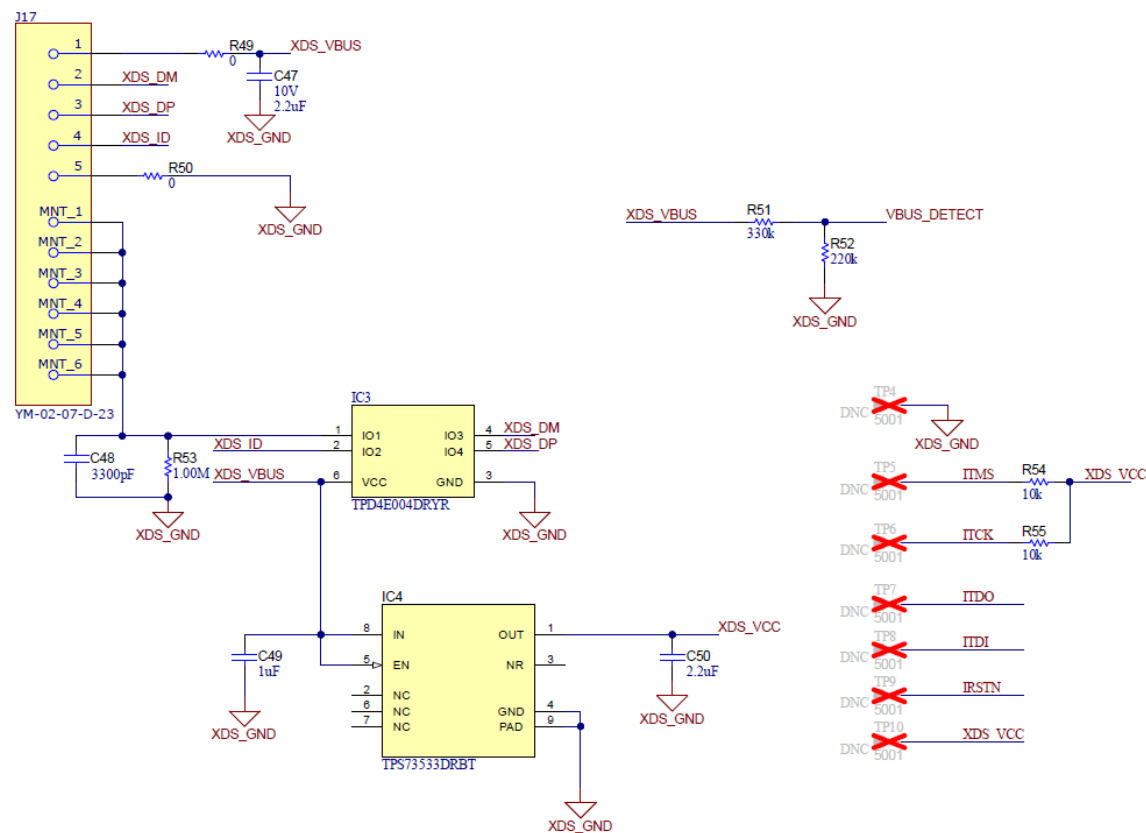 J17
1
R49
0
XDS_VBUS
C47
10V
2.2uF
XDS_GND
2
XDS_DM
3
XDS_DP
4
XDS_ID
5
R50
0
XDS_GND
MNT_1
MNT_2
MNT_3
MNT_4
MNT_5
MNT_6
YM-02-07-D-23
XDS_VBUS
R51
330k
VBUS_DETECT
R52
220k
XDS_GND
C48
3300pF
R53
1.00M
XDS_GND
XDS_ID
XDS_VBUS
IC3
1
IO1
2
IO2
6
VCC
IO3
4
XDS_DM
IO4
5
XDS_DP
GND
3
TPD4E004DRYR
XDS_GND
IC4
8
IN
5
EN
2
NC
6
NC
7
NC
OUT
1
NR
3
GND
4
PAD
9
TPS73533DRBT
C49
1uF
XDS_GND
XDS_VCC
C50
2.2uF
XDS_GND
XDS_GND
TP4
DNC
5001
XDS_GND
TP5
DNC
5001
ITMS
R54
10k
XDS_VCC
TP6
DNC
5001
ITCK
R55
10k
TP7
DNC
5001
ITDO
TP8
DNC
5001
ITDI
TP9
DNC
5001
IRSTN
TP10
DNC
5001
XDS_VCC